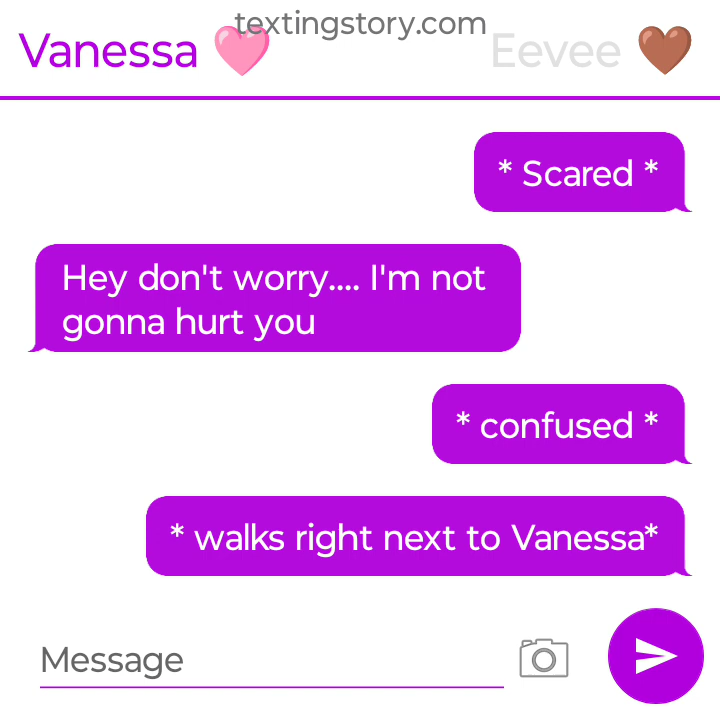 textingstory.com
Vanessa 🩷 Eevee 🤎
* Scared *
Hey don't worry.... I'm not
gonna hurt you
* confused *
* walks right next to Vanessa*
Message